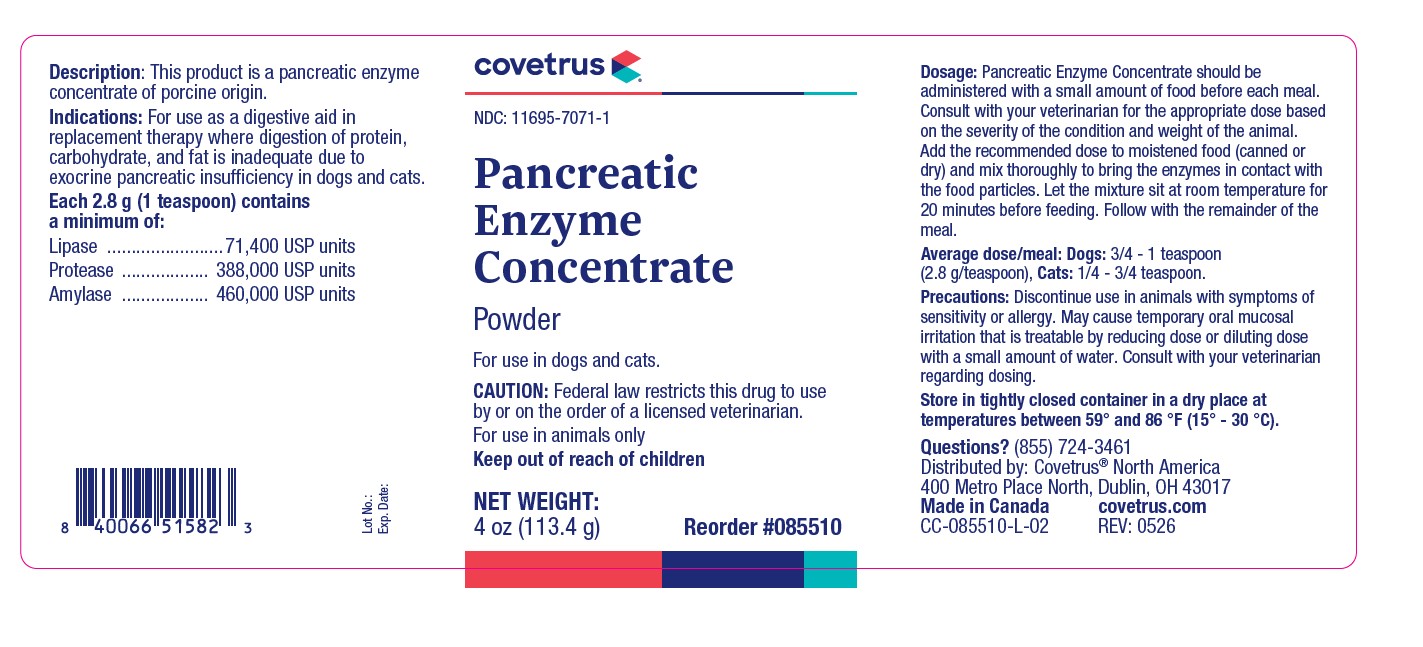 Description: This product is a pancreatic enzyme
concentrate of porcine origin.
Indications: For use as a digestive aid in
replacement therapy where digestion of protein,
carbohydrate, and fat is inadequate due to
exocrine pancreatic insufficiency in dogs and cats.
Each 2.8 g (1 teaspoon) contains
a minimum of:
Lipase ........................71,400 USP units
Protease .................. 388,000 USP units
Amylase .................. 460,000 USP units
8 40066 51582 3
Lot No.:
Exp. Date:
covetrus
NDC: 11695-7071-1
Pancreatic
Enzyme
Concentrate
Powder
For use in dogs and cats.
CAUTION: Federal law restricts this drug to use
by or on the order of a licensed veterinarian.
For use in animals only
Keep out of reach of children
NET WEIGHT:
4 oz (113.4 g) Reorder #085510
Dosage: Pancreatic Enzyme Concentrate should be
administered with a small amount of food before each meal.
Consult with your veterinarian for the appropriate dose based
on the severity of the condition and weight of the animal.
Add the recommended dose to moistened food (canned or
dry) and mix thoroughly to bring the enzymes in contact with
the food particles. Let the mixture sit at room temperature for
20 minutes before feeding. Follow with the remainder of the
meal.
Average dose/meal: Dogs: 3/4 - 1 teaspoon
(2.8 g/teaspoon), Cats: 1/4 - 3/4 teaspoon.
Precautions: Discontinue use in animals with symptoms of
sensitivity or allergy. May cause temporary oral mucosal
irritation that is treatable by reducing dose or diluting dose
with a small amount of water. Consult with your veterinarian
regarding dosing.
Store in tightly closed container in a dry place at
temperatures between 59° and 86 °F (15° - 30 °C).
Questions? (855) 724-3461
Distributed by: Covetrus® North America
400 Metro Place North, Dublin, OH 43017
Made in Canada covetrus.com
CC-085510-L-02 REV: 0526